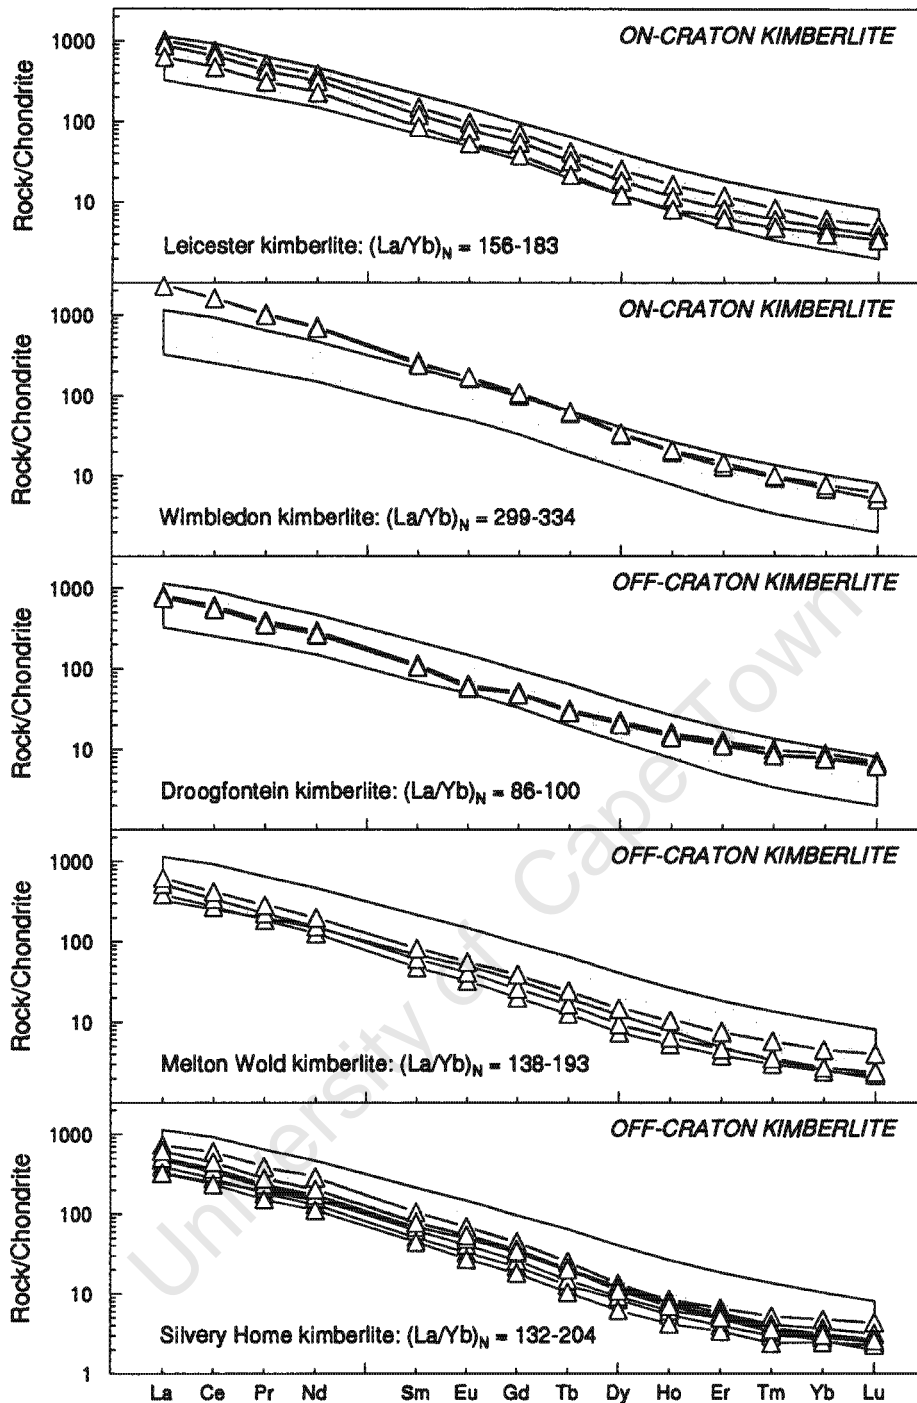 ON-CRATON KIMBERLITE
1000
100
10
Rock/Chondrite
Leicester kimberlite: (La/Yb)N = 156-183
ON-CRATON KIMBERLITE
1000
100
10
Rock/Chondrite
Wimbledon kimberlite: (La/Yb)N = 299-334
OFF-CRATON KIMBERLITE
1000
100
10
Rock/Chondrite
Droogfontein kimberlite: (La/Yb)N = 86-100
OFF-CRATON KIMBERLITE
1000
100
10
Rock/Chondrite
Melton Wold kimberlite: (La/Yb)N = 138-193
OFF-CRATON KIMBERLITE
1000
100
10
1
Rock/Chondrite
Silvery Home kimberlite: (La/Yb)N = 132-204
La Ce Pr Nd Sm Eu Gd Tb Dy Ho Er Tm Yb Lu
University of Cape Town